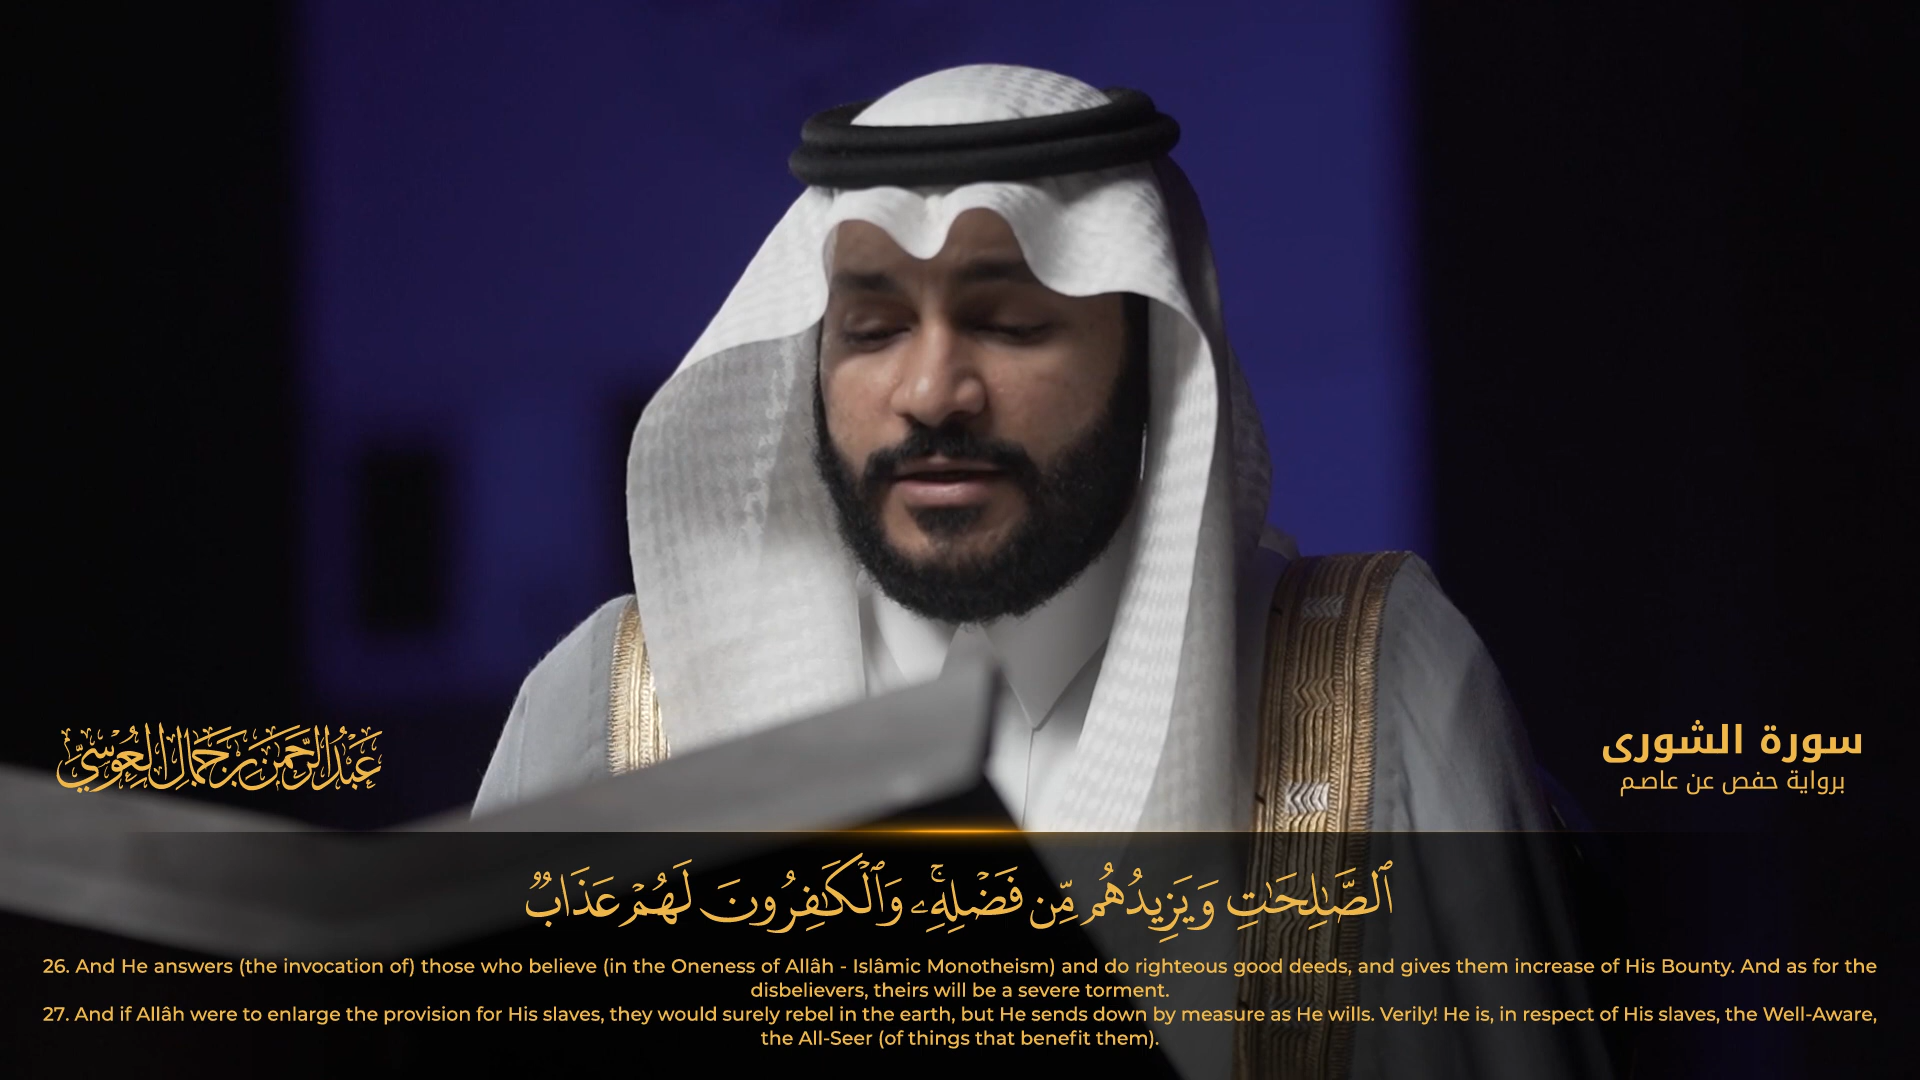 عَبْدُ الرَّحْمَٰن بْن جَمَال العُوسِيّ
سورة الشورى
برواية حفص عن عاصم
ٱلصَّـٰلِحَـٰتِ وَيَزِيدُهُم مِّن فَضْلِهِۦۚ وَٱلْكَـٰفِرُونَ لَهُمْ عَذَابٌ
26. And He answers (the invocation of) those who believe (in the Oneness of Allâh - Islâmic Monotheism) and do righteous good deeds, and gives them increase of His Bounty. And as for the
disbelievers, theirs will be a severe torment.
27. And if Allâh were to enlarge the provision for His slaves, they would surely rebel in the earth, but He sends down by measure as He wills. Verily! He is, in respect of His slaves, the Well-Aware,
the All-Seer (of things that benefit them).